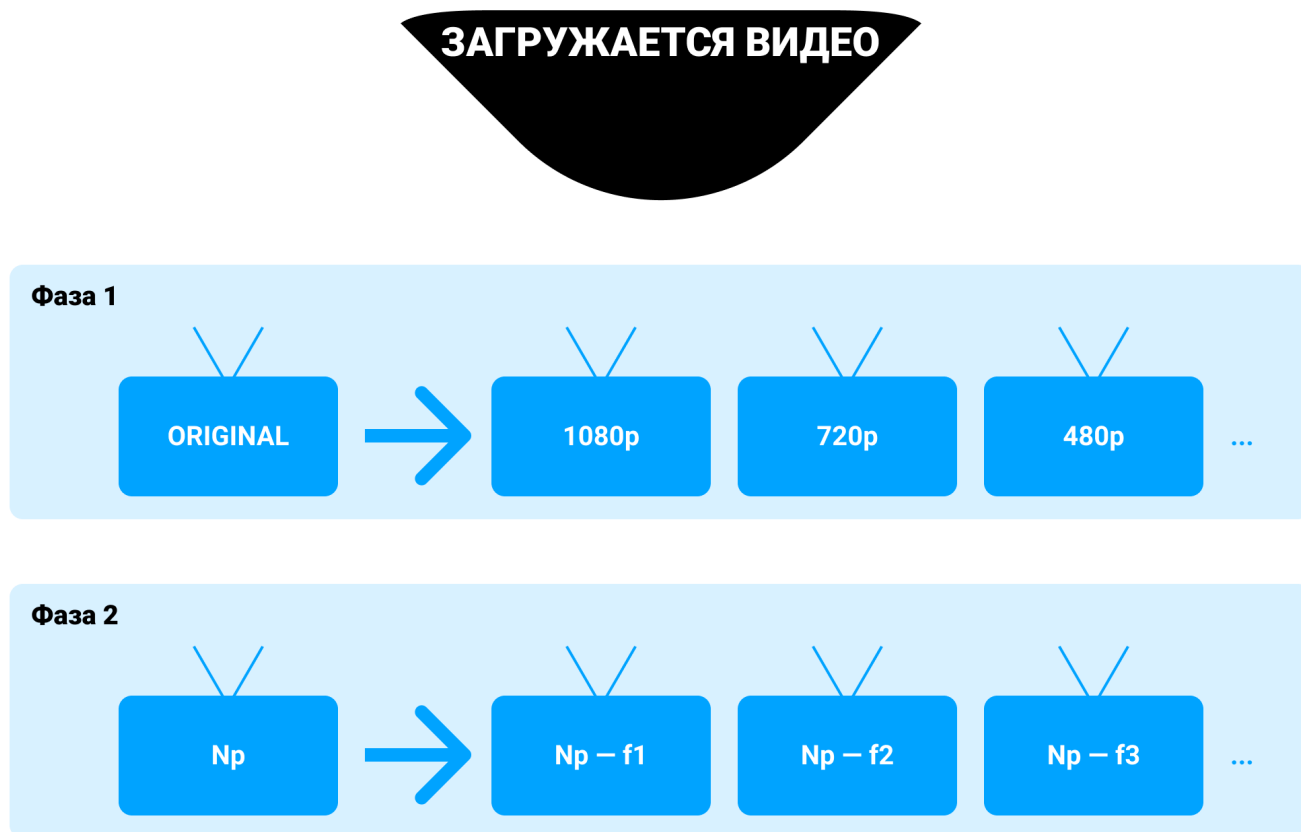 ЗАГРУЖАЕТСЯ ВИДЕО
Фаза 1
ORIGINAL
1080p
720p
480p
...
Фаза 2
Np
Np — f1
Np — f2
Np — f3
...